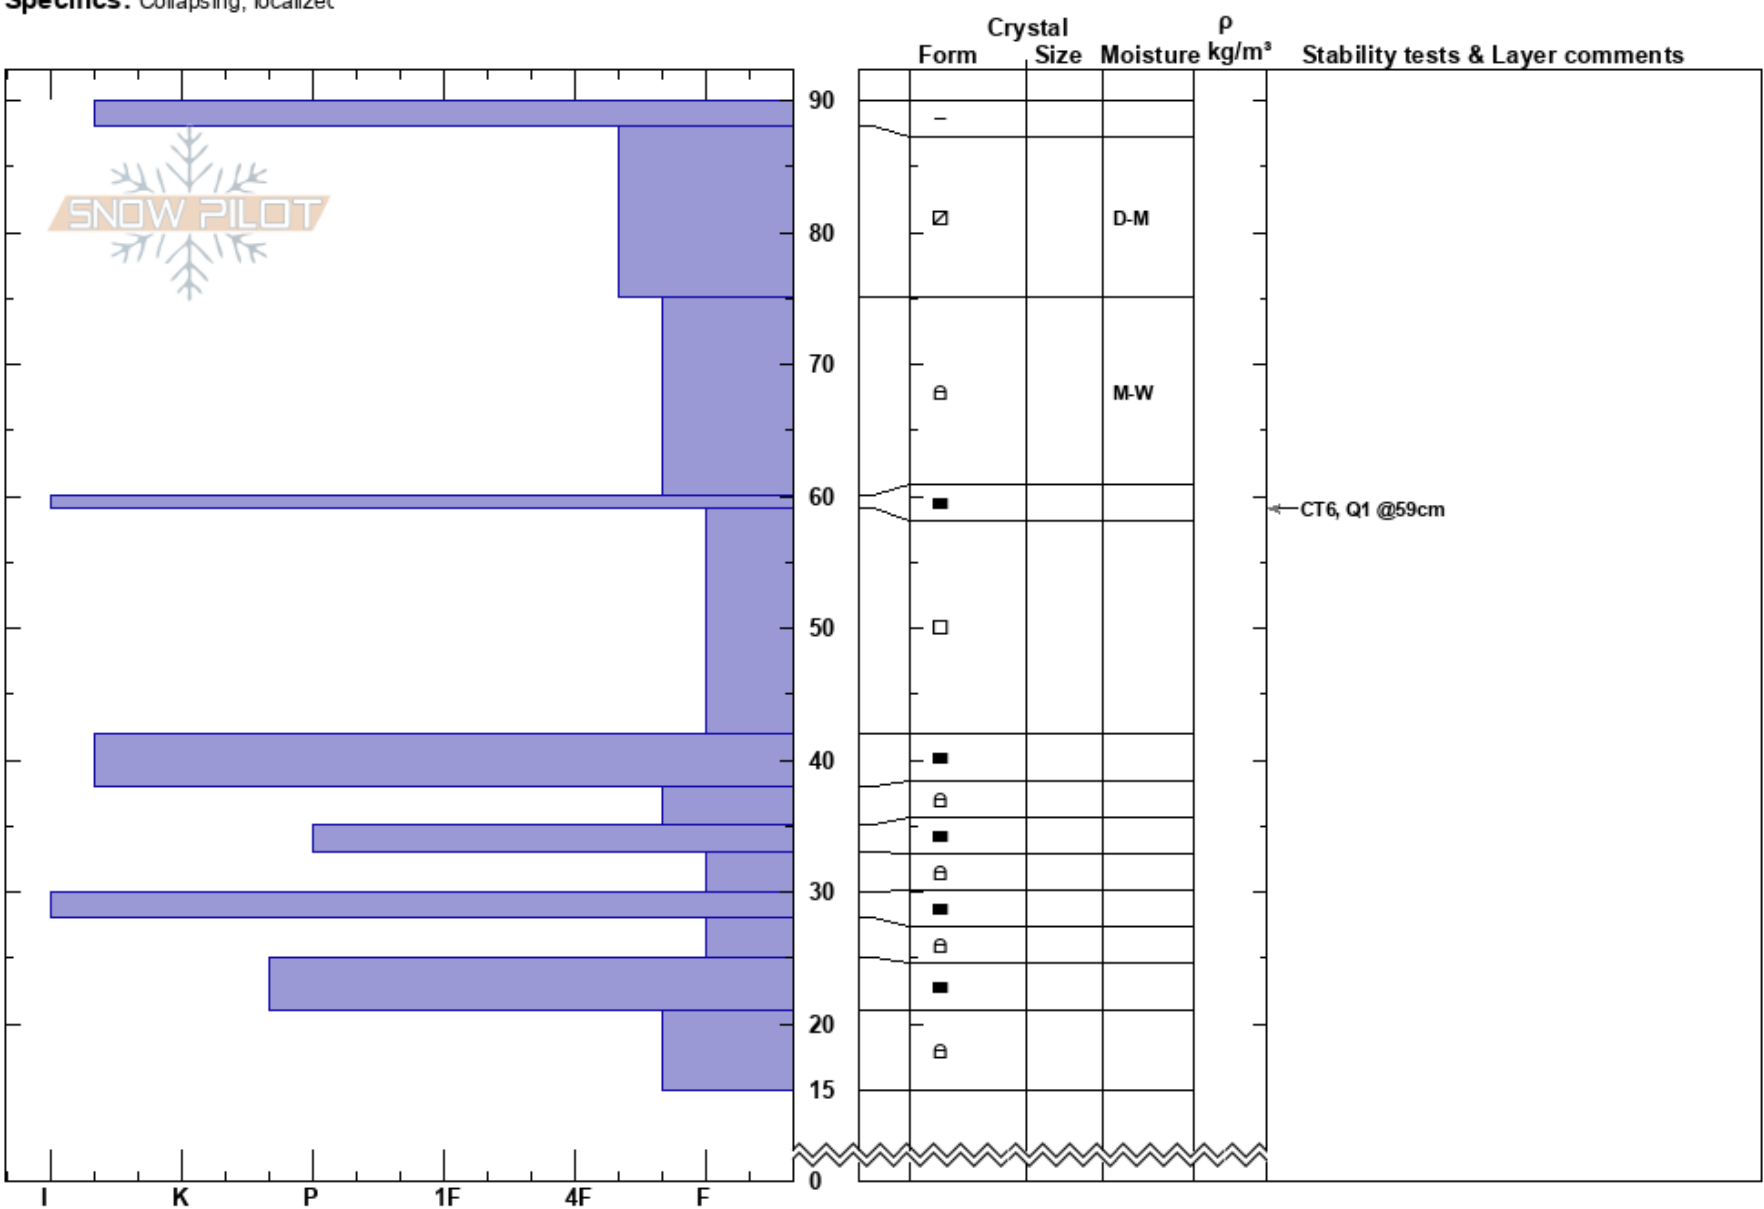 Specifics: Collapsing, localized
Crystal
ρ
Form Size Moisture kg/m³ Stability tests & Layer comments
90
SNOW PILOT
80 D-M
70
M-W
60
CT6, Q1 @59cm
50
40
30
20
15
0
I K P 1F 4F F